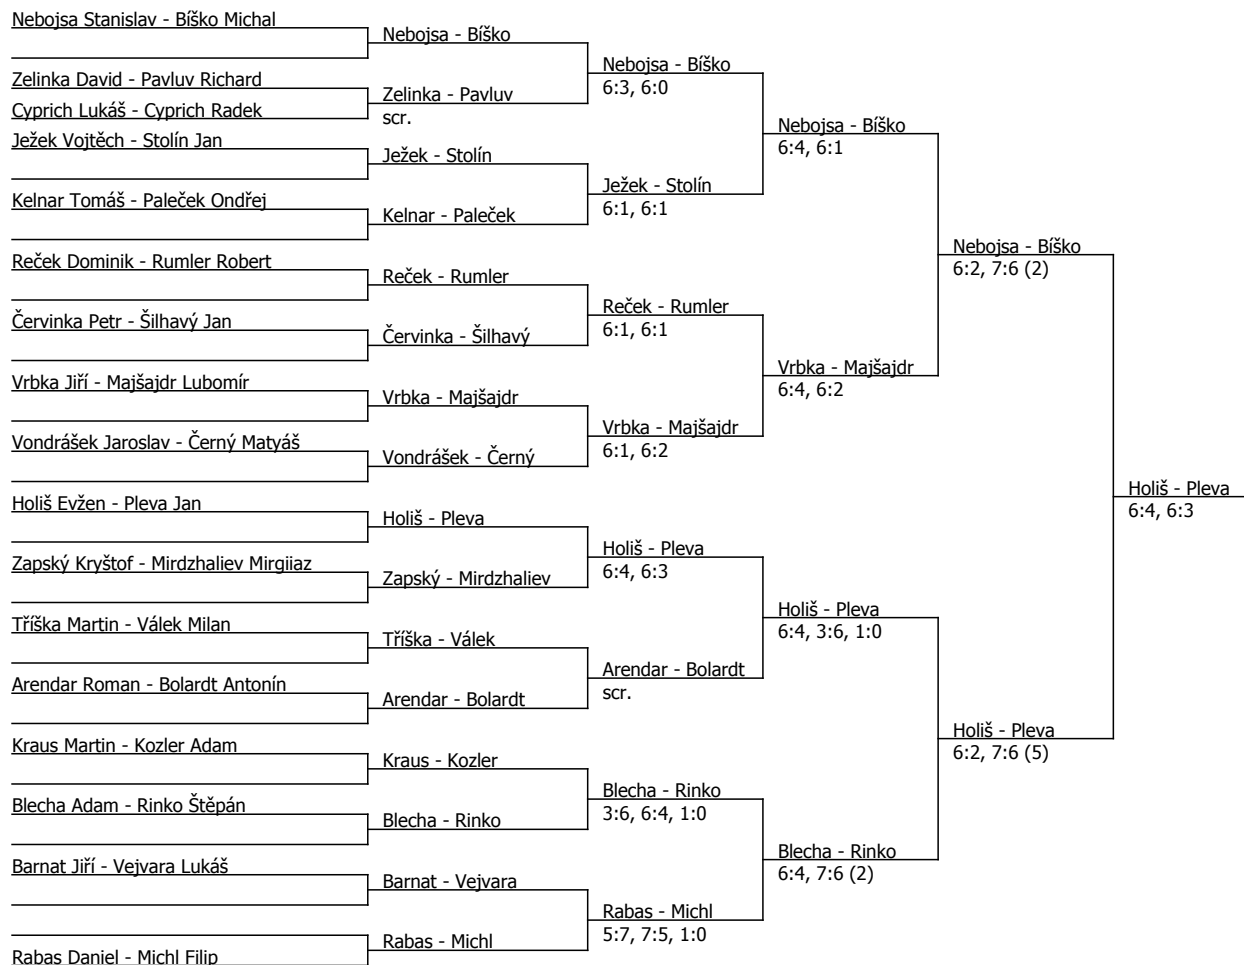 Nebojsa Stanislav - Bíško Michal
Zelinka David - Pavluv Richard
Cyprich Lukáš - Cyprich Radek
Ježek Vojtěch - Stolín Jan
Kelnar Tomáš - Paleček Ondřej
Reček Dominik - Rumler Robert
Červinka Petr - Šilhavý Jan
Vrbka Jiří - Majšajdr Lubomír
Vondrášek Jaroslav - Černý Matyáš
Holiš Evžen - Pleva Jan
Zapský Kryštof - Mirdzhaliev Mirgiiaz
Tříška Martin - Válek Milan
Arendar Roman - Bolardt Antonín
Kraus Martin - Kozler Adam
Blecha Adam - Rinko Štěpán
Barnat Jiří - Vejvara Lukáš
Rabas Daniel - Michl Filip
Nebojsa - Bíško
Zelinka - Pavluv
scr.
Ježek - Stolín
Kelnar - Paleček
Reček - Rumler
Červinka - Šilhavý
Vrbka - Majšajdr
Vondrášek - Černý
Holiš - Pleva
Zapský - Mirdzhaliev
Tříška - Válek
Arendar - Bolardt
Kraus - Kozler
Blecha - Rinko
Barnat - Vejvara
Rabas - Michl
Nebojsa - Bíško
6:3, 6:0
Ježek - Stolín
6:1, 6:1
Reček - Rumler
6:1, 6:1
Vrbka - Majšajdr
6:1, 6:2
Holiš - Pleva
6:4, 6:3
Arendar - Bolardt
scr.
Blecha - Rinko
3:6, 6:4, 1:0
Rabas - Michl
5:7, 7:5, 1:0
Nebojsa - Bíško
6:4, 6:1
Vrbka - Majšajdr
6:4, 6:2
Holiš - Pleva
6:4, 3:6, 1:0
Blecha - Rinko
6:4, 7:6 (2)
Nebojsa - Bíško
6:2, 7:6 (2)
Holiš - Pleva
6:2, 7:6 (5)
Holiš - Pleva
6:4, 6:3